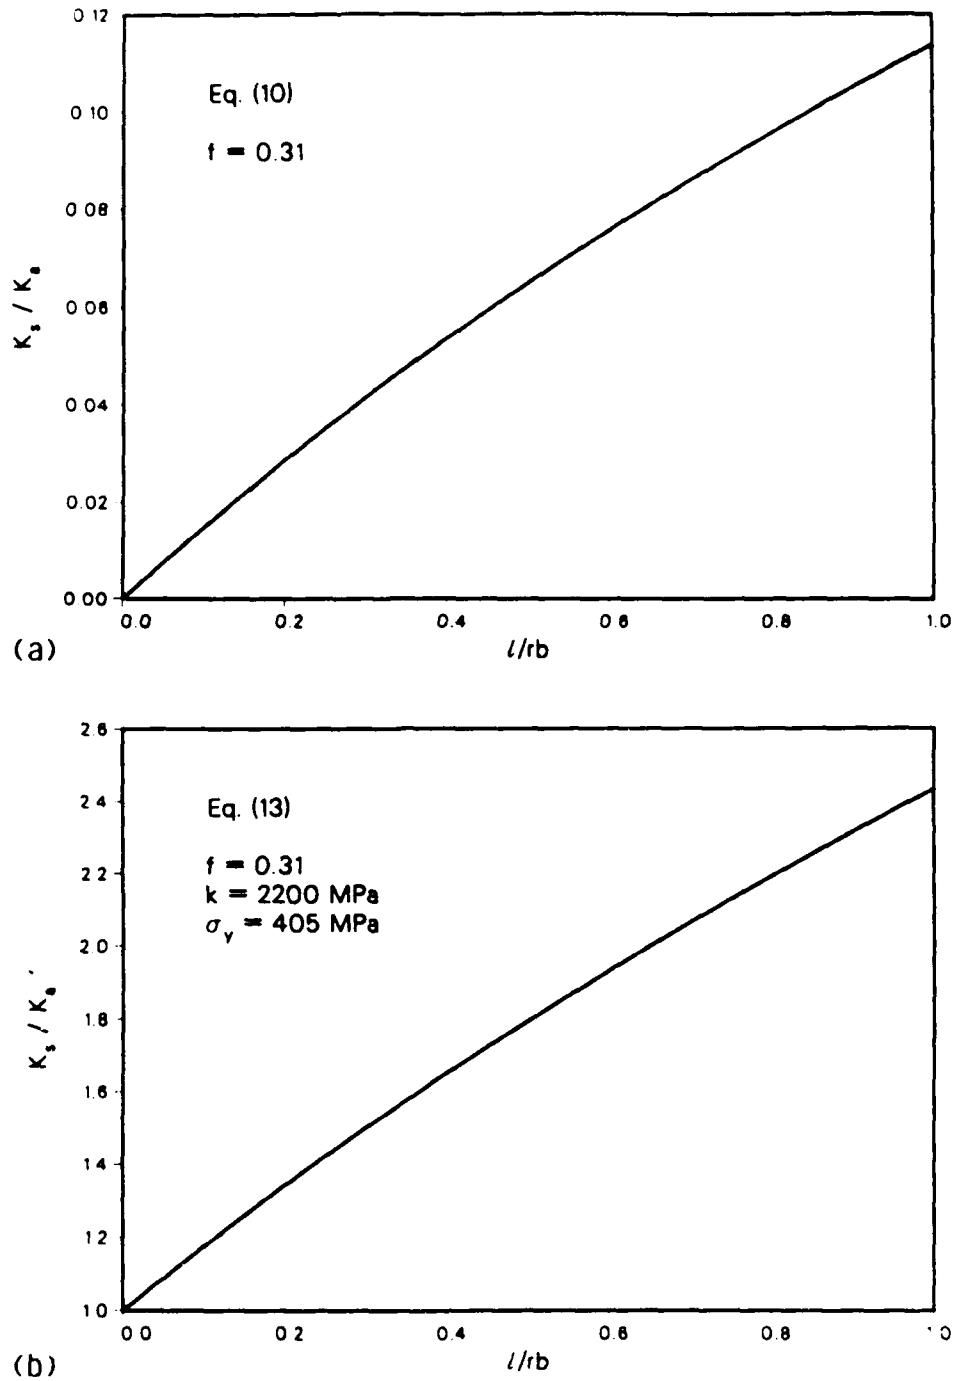 0.12
Eq. (10)
0.10
f = 0.31
0.08
K_s / K_a
0.06
0.04
0.02
0.00
0.0 0.2 0.4 0.6 0.8 1.0
(a)
l/rb
2.6
2.4
Eq. (13)
2.2
f = 0.31
k = 2200 MPa
σ_y = 405 MPa
2.0
K_s / K_a'
1.8
1.6
1.4
1.2
1.0
0.0 0.2 0.4 0.6 0.8 1.0
(b)
l/rb